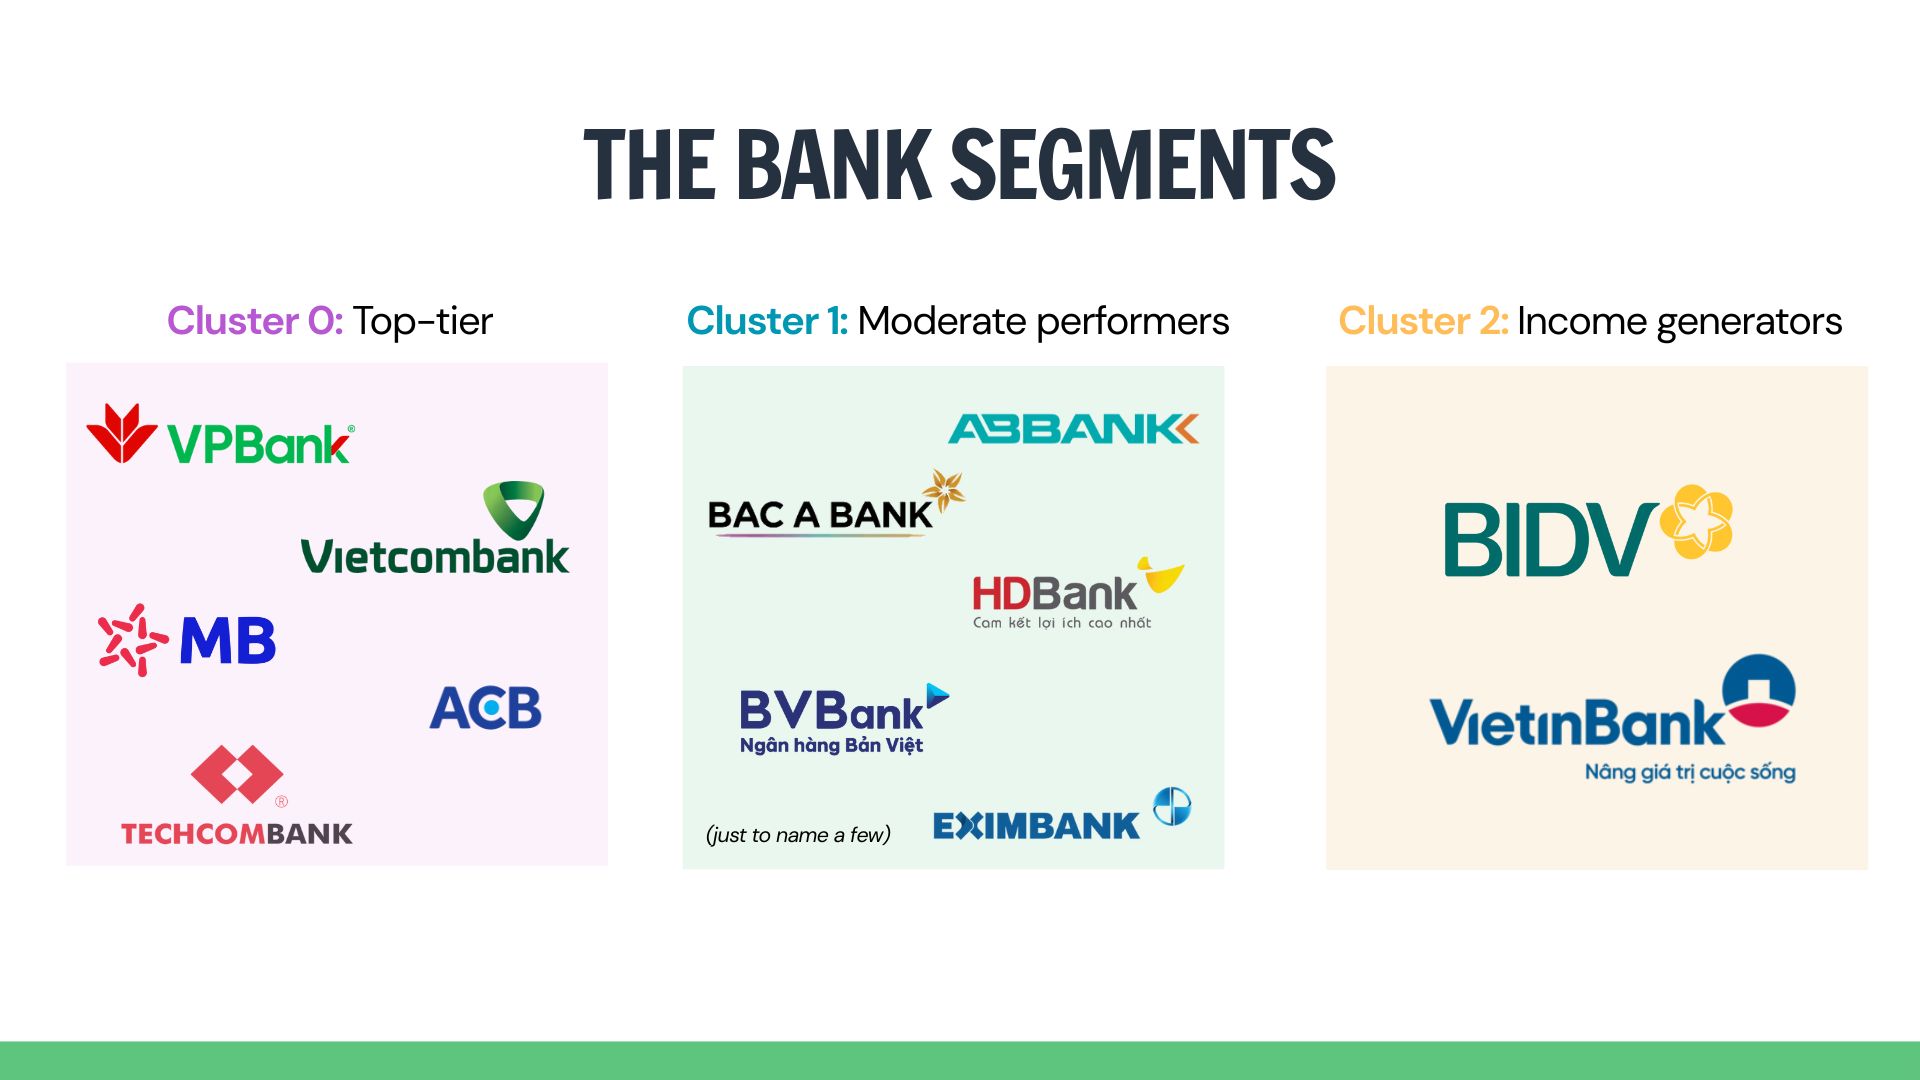 THE BANK SEGMENTS
Cluster 0: Top-tier
VPBank®
Vietcombank
MB
ACB
®
TECHCOMBANK
Cluster 1: Moderate performers
ABBANK
BAC A BANK
HDBank
Cam kết lợi ích cao nhất
BVBank
Ngân hàng Bản Việt
EXIMBANK
(just to name a few)
Cluster 2: Income generators
BIDV
VietinBank
Nâng giá trị cuộc sống